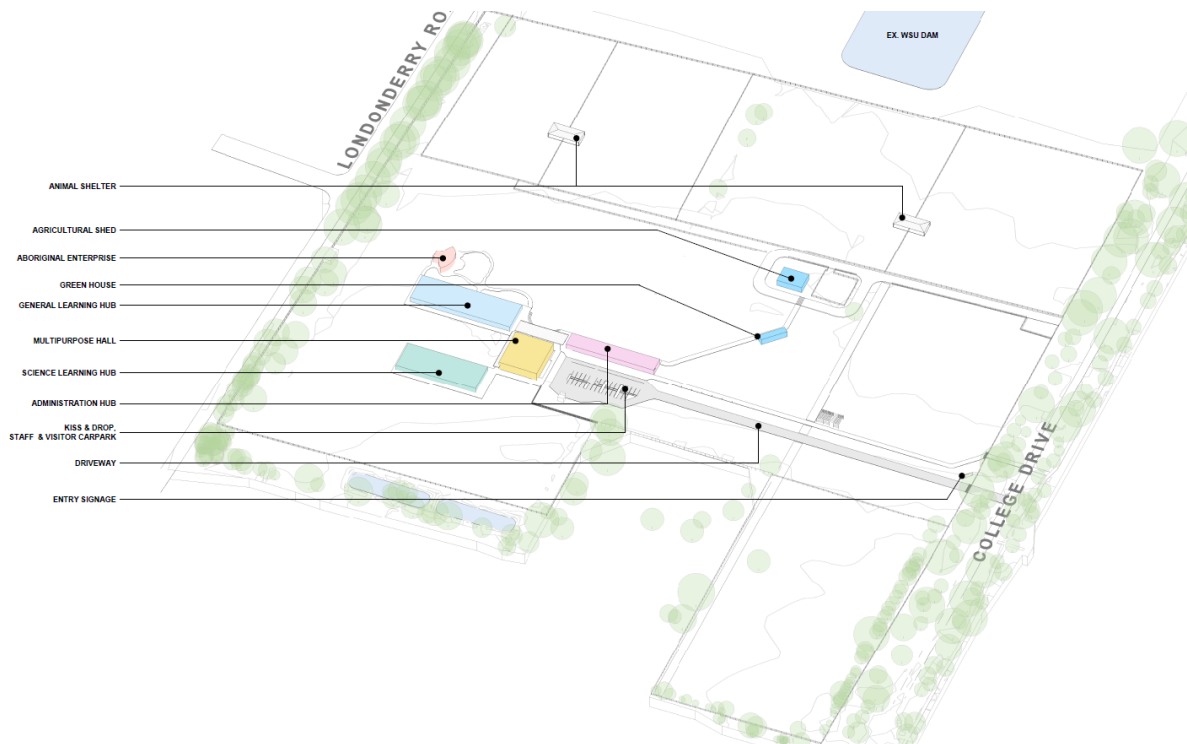 LONDONDERRY RO
EX. WSU DAM
ANIMAL SHELTER
AGRICULTURAL SHED
ABORIGINAL ENTERPRISE
GREEN HOUSE
GENERAL LEARNING HUB
MULTIPURPOSE HALL
SCIENCE LEARNING HUB
ADMINISTRATION HUB
KISS & DROP,
STAFF & VISITOR CARPARK
DRIVEWAY
ENTRY SIGNAGE
COLLEGE DRIVE